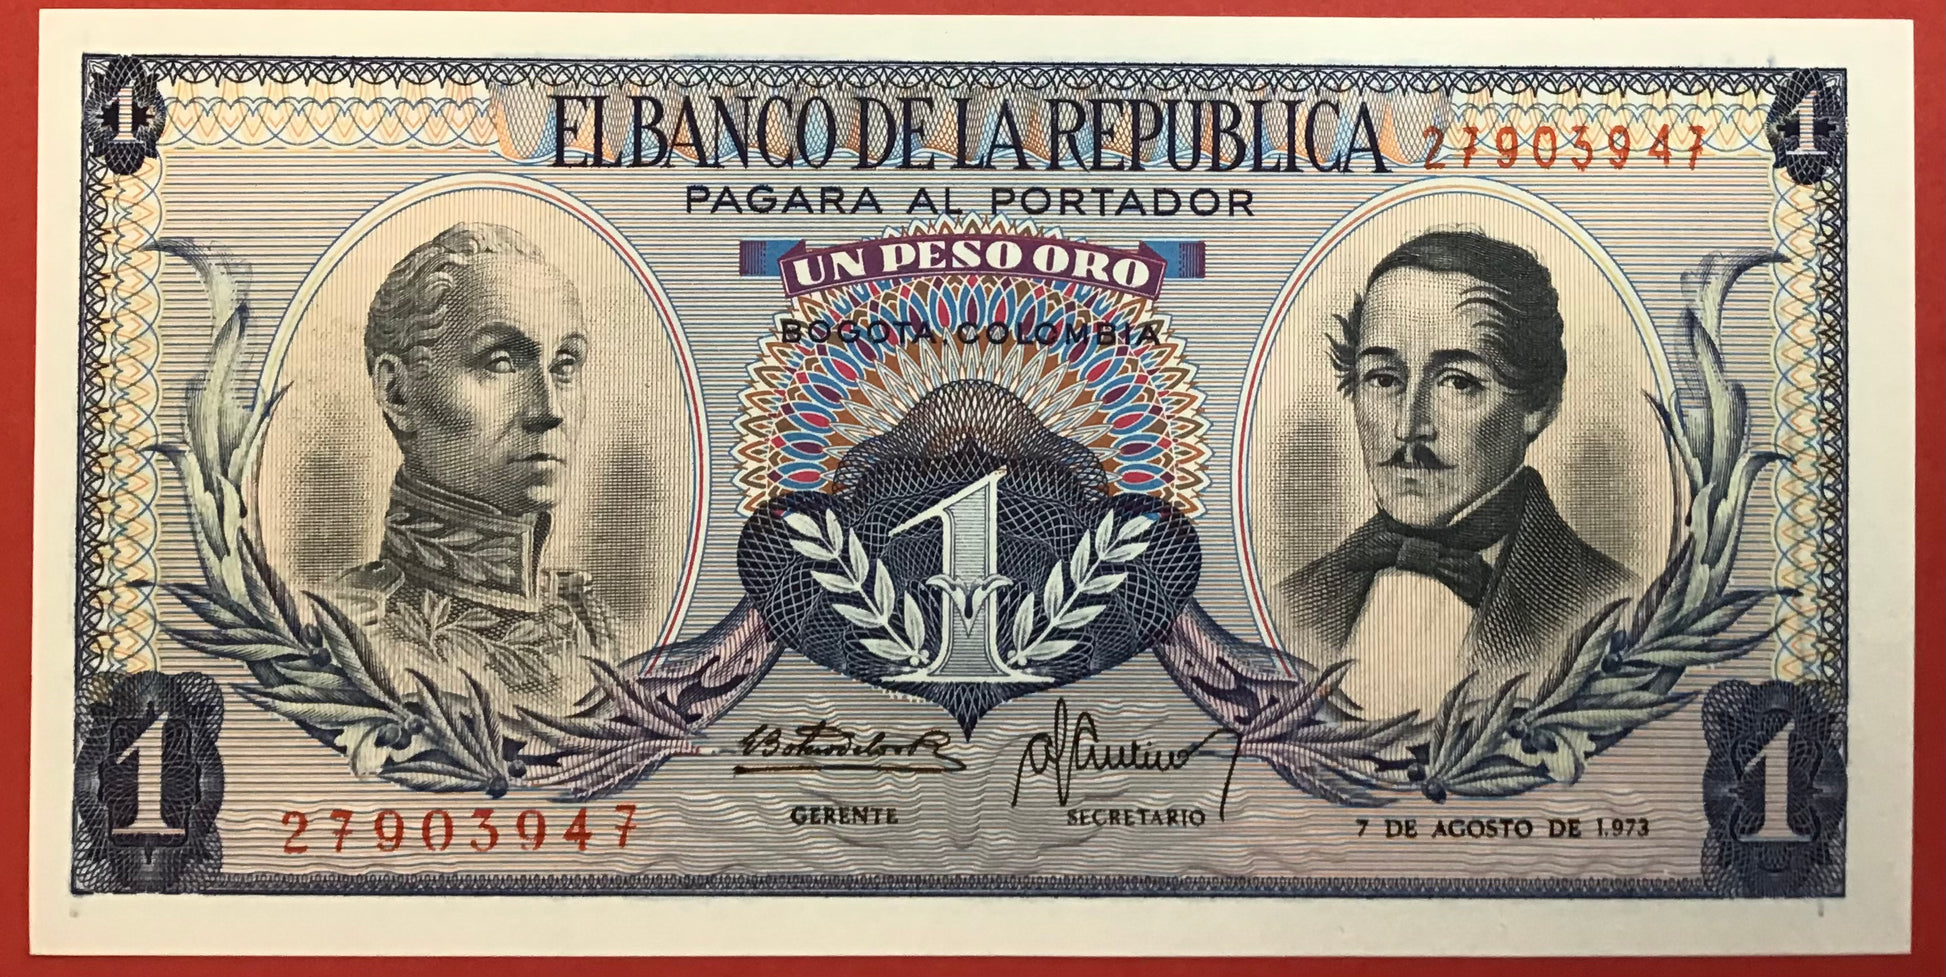 1
1
EL BANCO DE LA REPUBLICA
27903947
PAGARA AL PORTADOR
UN PESO ORO
BOGOTA, COLOMBIA
1
GERENTE
SECRETARIO
27903947
7 DE AGOSTO DE 1.973
1
1